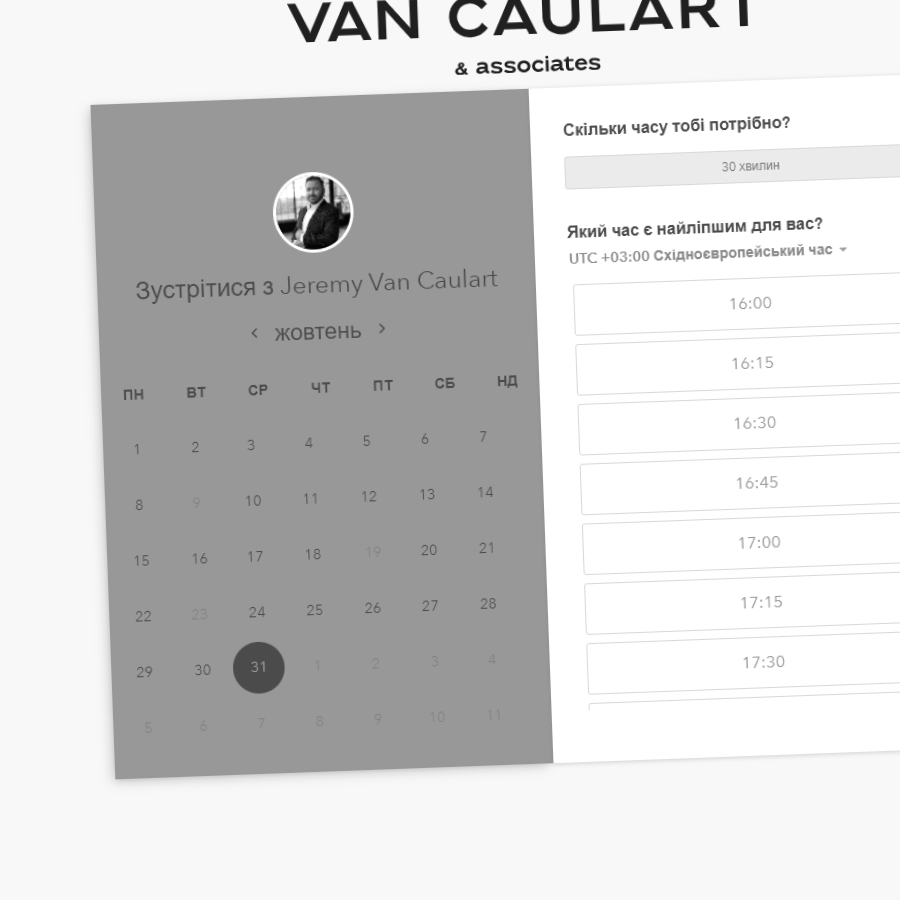 VAN CAULART
& associates
Зустрітися з Jeremy Van Caulart
жовтень
ПН ВТ СР ЧТ ПТ СБ НД
1 2 3 4 5 6 7
8 9 10 11 12 13 14
15 16 17 18 19 20 21
22 23 24 25 26 27 28
29 30 31 1 2 3 4
5 6 7 8 9 10 11
Скільки часу тобі потрібно?
30 хвилин
Який час є найліпшим для вас?
UTC +03:00 Східноєвропейський час
16:00
16:15
16:30
16:45
17:00
17:15
17:30